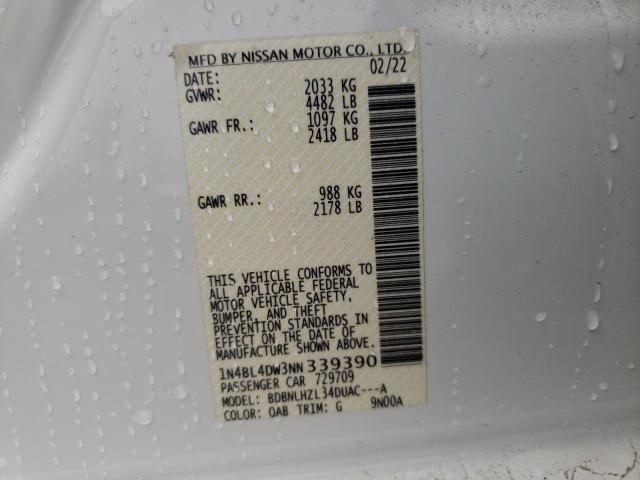 MFD BY NISSAN MOTOR CO., LTD.
DATE: 02/22
GVWR: 2033 KG
4482 LB
GAWR FR.: 1097 KG
2418 LB
GAWR RR.: 988 KG
2178 LB
THIS VEHICLE CONFORMS TO
ALL APPLICABLE FEDERAL
MOTOR VEHICLE SAFETY,
BUMPER, AND THEFT
PREVENTION STANDARDS IN
EFFECT ON THE DATE OF
MANUFACTURE SHOWN ABOVE.
1N4BL4DW3NN339390
PASSENGER CAR 729709
MODEL: BDBNLHZL34DUAC---A
COLOR: QAB TRIM: G 9N00A